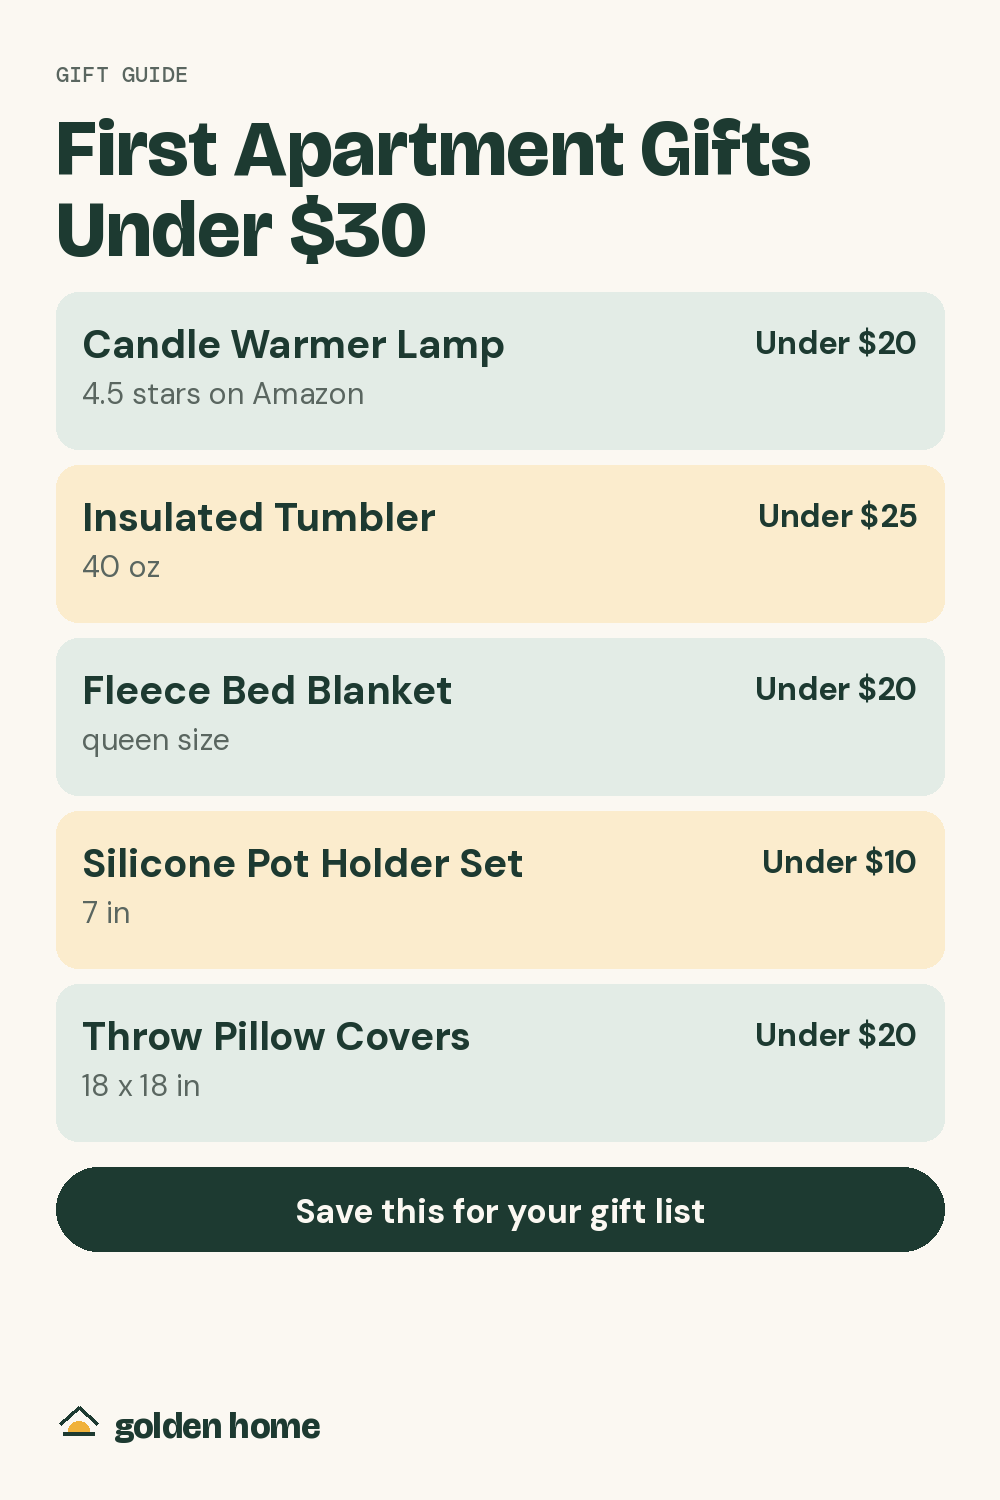 GIFT GUIDE
First Apartment Gifts
Under $30
Candle Warmer Lamp
Under $20
4.5 stars on Amazon
Insulated Tumbler
Under $25
40 oz
Fleece Bed Blanket
Under $20
queen size
Silicone Pot Holder Set
Under $10
7 in
Throw Pillow Covers
Under $20
18 x 18 in
Save this for your gift list
golden home